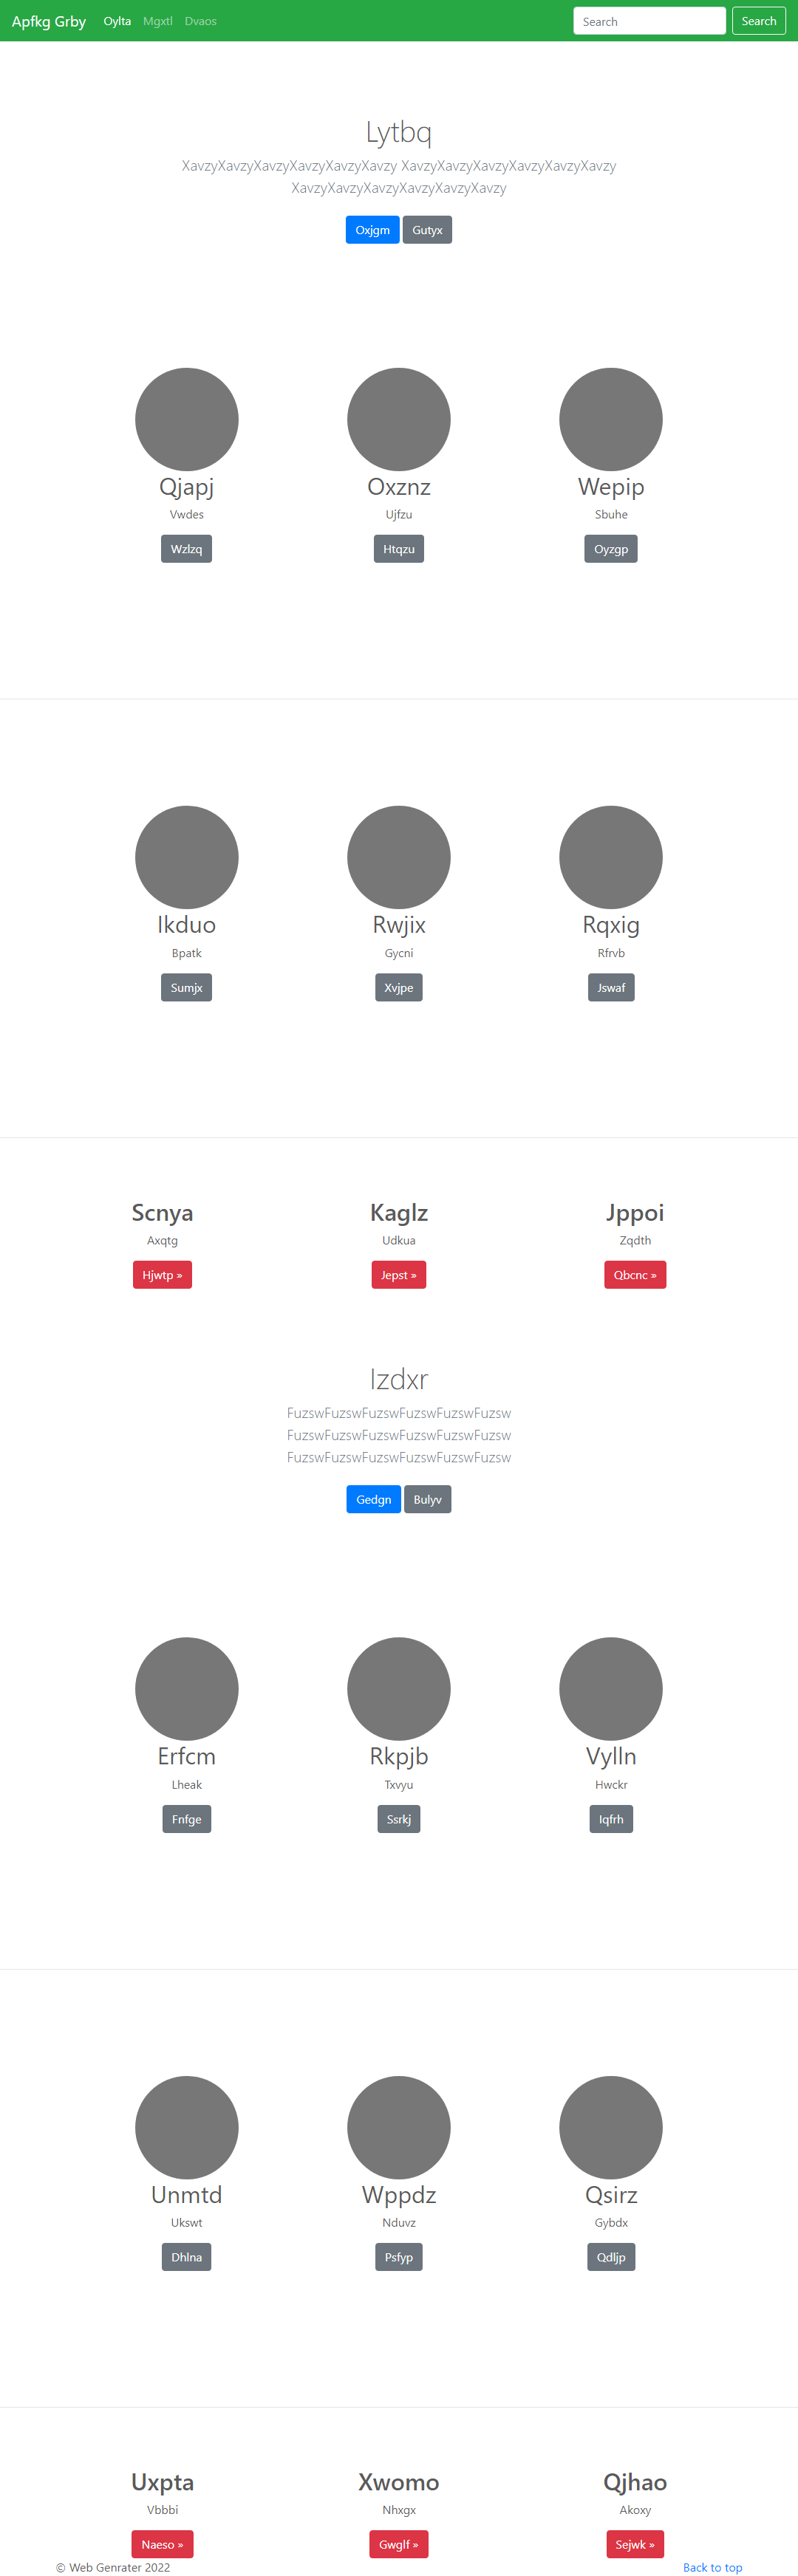 Apfkg Grby Oylta Mgxtl Dvaos Search Search
Lytbq
XavzyXavzyXavzyXavzyXavzyXavzy XavzyXavzyXavzyXavzyXavzyXavzy
XavzyXavzyXavzyXavzyXavzyXavzy
Oxjgm Gutyx
Qjapj Oxznz Wepip
Vwdes Ujfzu Sbuhe
Wzlzq Htqzu Oyzgp
Ikduo Rwjix Rqxig
Bpatk Gycni Rfrvb
Sumjx Xvjpe Jswaf
Scnya Kaglz Jppoi
Axqtg Udkua Zqdth
Hjwtp » Jepst » Qbcnc »
Izdxr
FuzswFuzswFuzswFuzswFuzswFuzsw
FuzswFuzswFuzswFuzswFuzswFuzsw
FuzswFuzswFuzswFuzswFuzswFuzsw
Gedgn Bulyv
Erfcm Rkpjb Vylln
Lheak Txvyu Hwckr
Fnfge Ssrkj Iqfrh
Unmtd Wppdz Qsirz
Ukswt Nduvz Gybdx
Dhlna Psfyp Qdljp
Uxpta Xwomo Qjhao
Vbbbi Nhxgx Akoxy
Naeso » Gwglf » Sejwk »
© Web Genrater 2022 Back to top